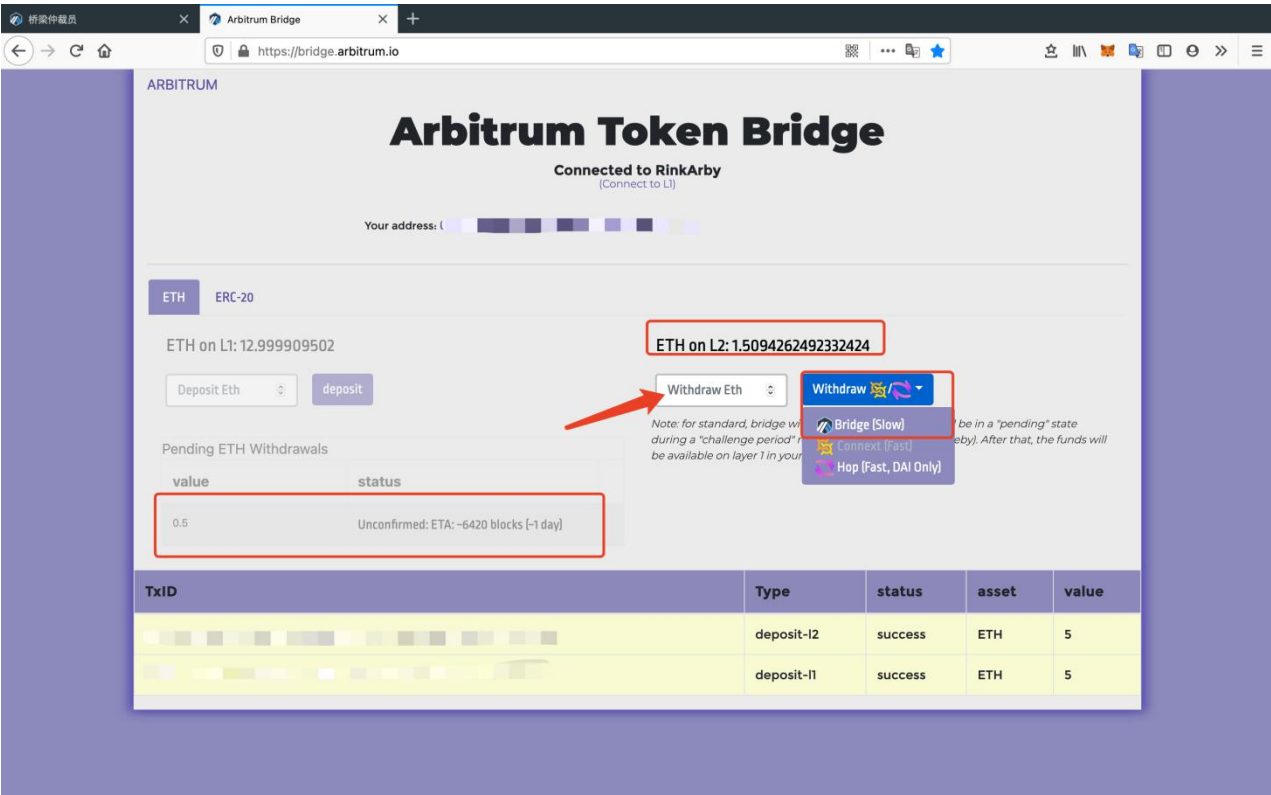 桥梁仲裁员
Arbitrum Bridge
https://bridge.arbitrum.io
ARBITRUM
Arbitrum Token Bridge
Connected to RinkArby
(Connect to L1)
Your address:
ETH ERC-20
ETH on L1: 12.999909502
Deposit Eth deposit
Pending ETH Withdrawals
value status
0.5 Unconfirmed: ETA: ~6420 blocks (~1 day)
ETH on L2: 1.5094262492332424
Withdraw Eth Withdraw /
Bridge (Slow)
Connext (Fast)
Hop (Fast, DAI Only)
Note: for standard, bridge be in a "pending" state
during a "challenge period" After that, the funds will
be available on layer 1 in your
TxID Type status asset value
deposit-l2 success ETH 5
deposit-l1 success ETH 5